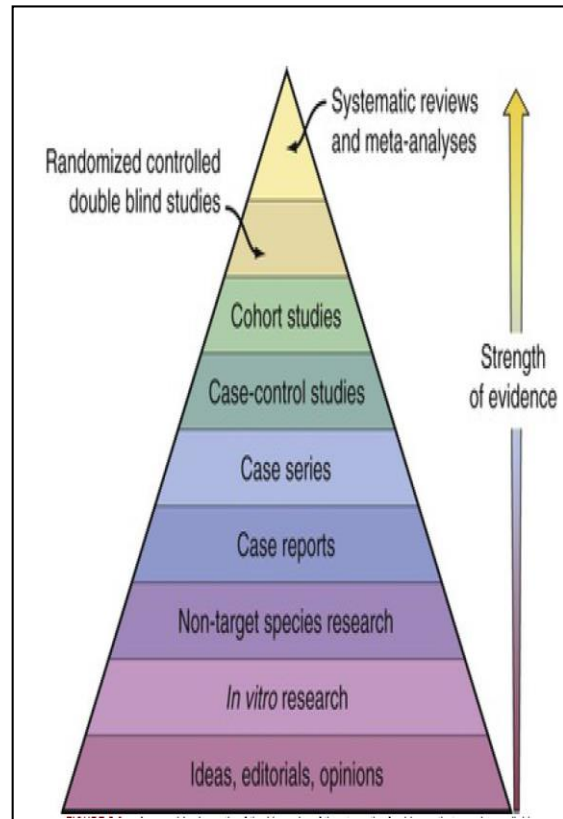 Systematic reviews
and meta-analyses
Randomized controlled
double blind studies
Cohort studies
Case-control studies
Case series
Case reports
Non-target species research
In vitro research
Ideas, editorials, opinions
Strength
of evidence